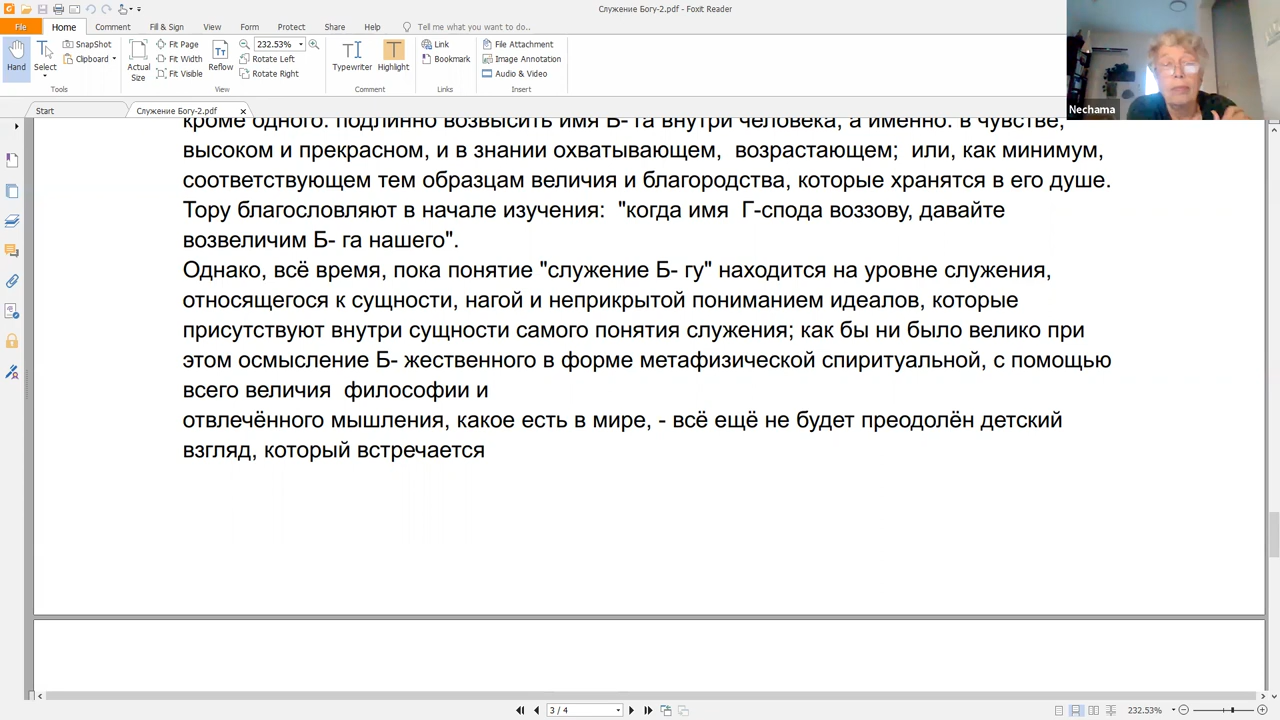 Служение Богу-2.pdf - Foxit Reader
File Home Comment Fill & Sign View Form Protect Share Help Tell me what you want to do...
SnapShot Fit Page 232.53% Link File Attachment
Clipboard Fit Width Rotate Left Bookmark Image Annotation
Hand Select Actual Size Fit Visible Reflow Rotate Right Typewriter Highlight Audio & Video
Tools View Comment Links Insert
Nechama
Start Служение Богу-2.pdf
кроме одного: подлинно возвысить имя Б- га внутри человека, а именно: в чувстве,
высоком и прекрасном, и в знании охватывающем, возрастающем; или, как минимум,
соответствующем тем образцам величия и благородства, которые хранятся в его душе.
Тору благословляют в начале изучения: "когда имя Г-спода воззову, давайте
возвеличим Б- га нашего".
Однако, всё время, пока понятие "служение Б- гу" находится на уровне служения,
относящегося к сущности, нагой и неприкрытой пониманием идеалов, которые
присутствуют внутри сущности самого понятия служения; как бы ни было велико при
этом осмысление Б- жественного в форме метафизической спиритуальной, с помощью
всего величия философии и
отвлечённого мышления, какое есть в мире, - всё ещё не будет преодолён детский
взгляд, который встречается
3 / 4 232.53%